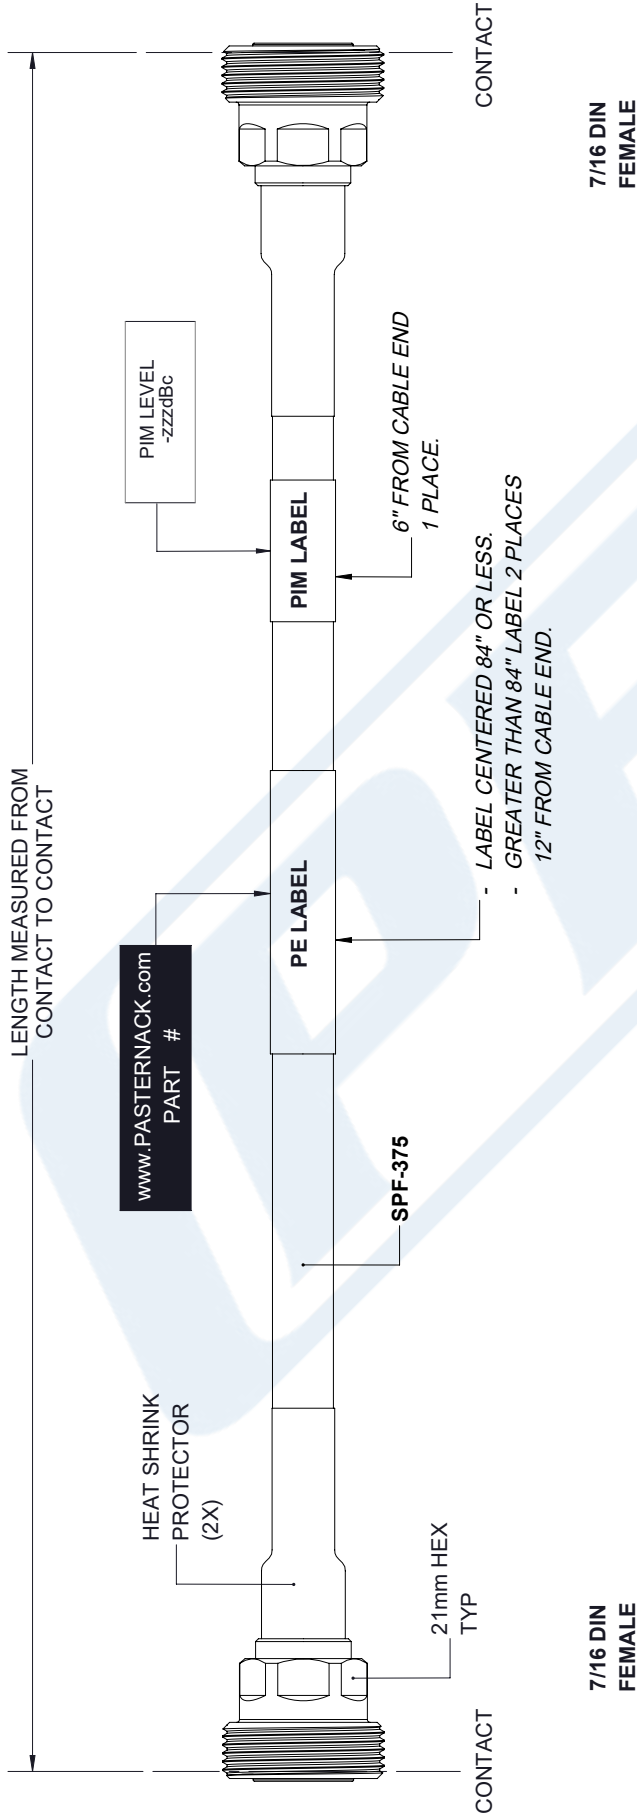 LENGTH MEASURED FROM
CONTACT TO CONTACT
www.PASTERNACK.com
PART #
PIM LEVEL
-zzzdBc
HEAT SHRINK
PROTECTOR
(2X)
PE LABEL
PIM LABEL
6" FROM CABLE END
1 PLACE.
SPF-375
21mm HEX
TYP
- LABEL CENTERED 84" OR LESS.
- GREATER THAN 84" LABEL 2 PLACES
12" FROM CABLE END.
CONTACT
CONTACT
7/16 DIN
FEMALE
7/16 DIN
FEMALE